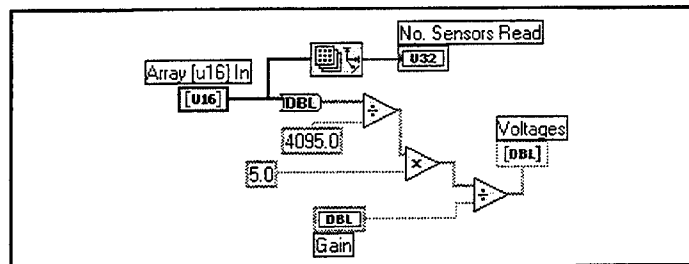 No. Sensors Read
U32
Array [u16] In
[U16]
DBL
÷
4095.0
Voltages
[DBL]
5.0
×
÷
DBL
Gain